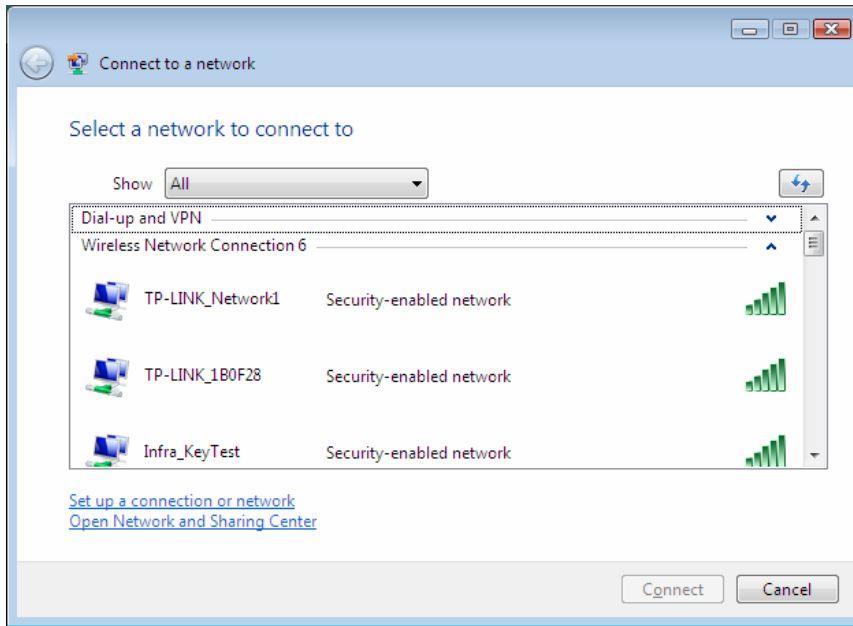 Connect to a network
Select a network to connect to
Show All
Dial-up and VPN
Wireless Network Connection 6
TP-LINK_Network1 Security-enabled network
TP-LINK_1B0F28 Security-enabled network
Infra_KeyTest Security-enabled network
Set up a connection or network
Open Network and Sharing Center
Connect Cancel